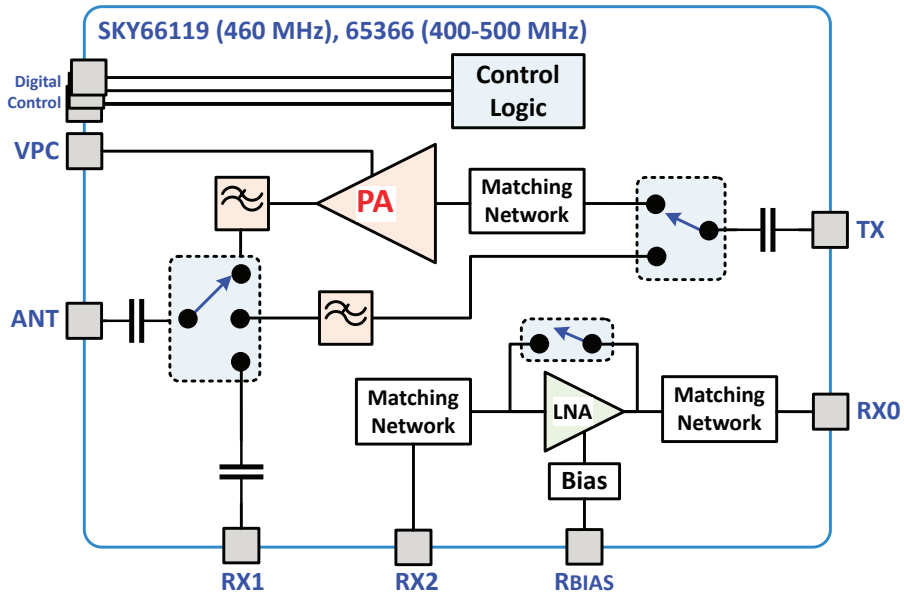 SKY66119 (460 MHz), 65366 (400-500 MHz)
Digital
Control
Control
Logic
VPC
PA
Matching
Network
TX
ANT
Matching
Network
LNA
Matching
Network
RX0
Bias
RX1
RX2
RBIAS